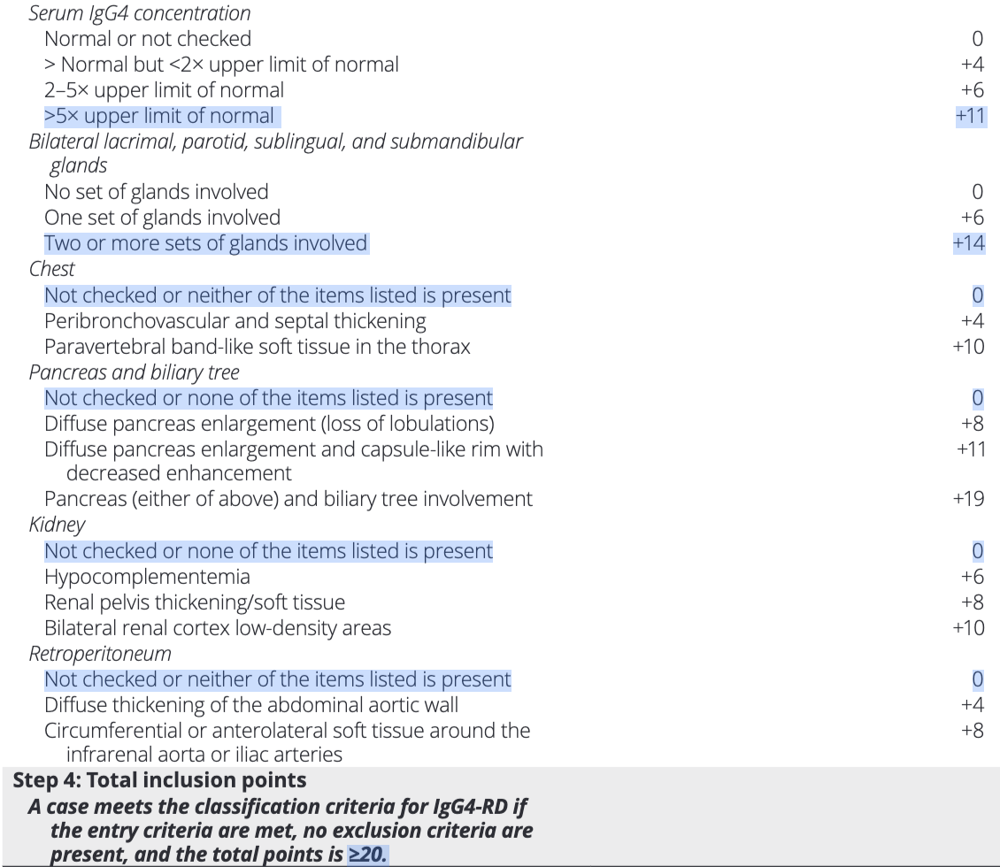 Serum IgG4 concentration
Normal or not checked 0
> Normal but <2× upper limit of normal +4
2–5× upper limit of normal +6
>5× upper limit of normal +11
Bilateral lacrimal, parotid, sublingual, and submandibular
glands
No set of glands involved 0
One set of glands involved +6
Two or more sets of glands involved +14
Chest
Not checked or neither of the items listed is present 0
Peribronchovascular and septal thickening +4
Paravertebral band-like soft tissue in the thorax +10
Pancreas and biliary tree
Not checked or none of the items listed is present 0
Diffuse pancreas enlargement (loss of lobulations) +8
Diffuse pancreas enlargement and capsule-like rim with +11
decreased enhancement
Pancreas (either of above) and biliary tree involvement +19
Kidney
Not checked or none of the items listed is present 0
Hypocomplementemia +6
Renal pelvis thickening/soft tissue +8
Bilateral renal cortex low-density areas +10
Retroperitoneum
Not checked or neither of the items listed is present 0
Diffuse thickening of the abdominal aortic wall +4
Circumferential or anterolateral soft tissue around the +8
infrarenal aorta or iliac arteries
Step 4: Total inclusion points
A case meets the classification criteria for IgG4-RD if
the entry criteria are met, no exclusion criteria are
present, and the total points is ≥20.